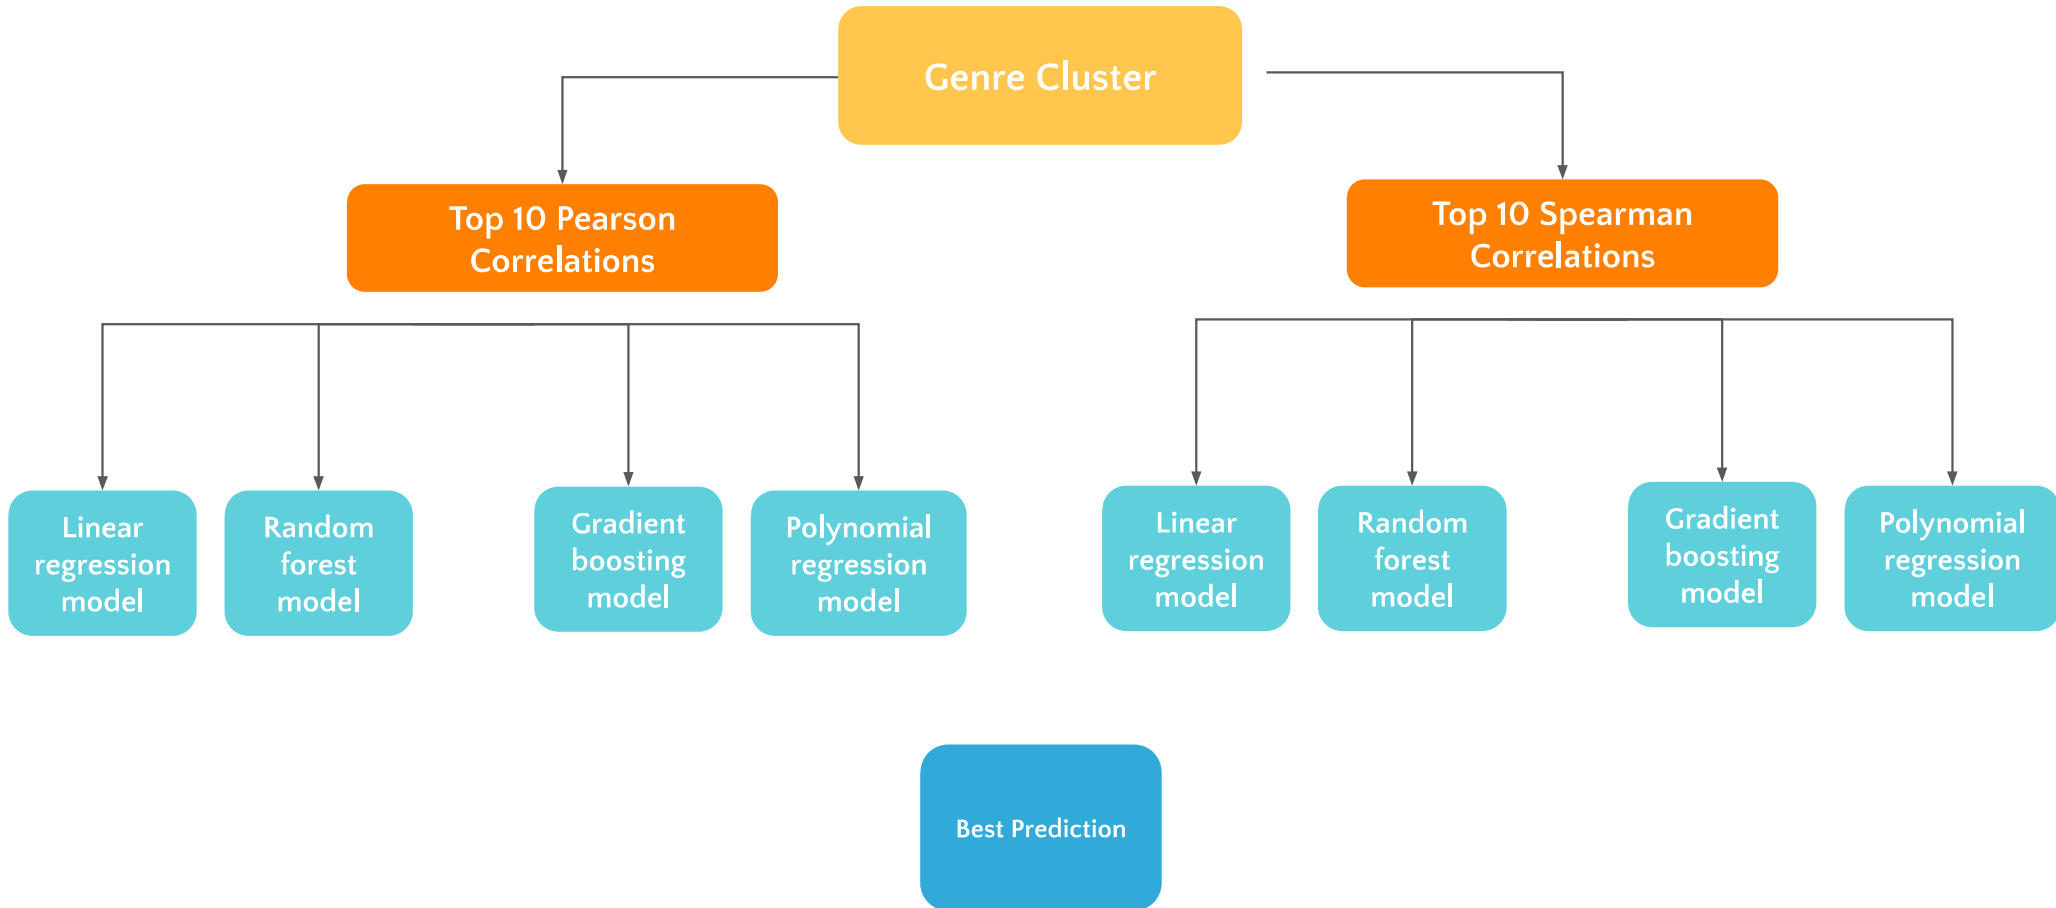 Genre Cluster
Top 10 Pearson
Correlations
Top 10 Spearman
Correlations
Linear
regression
model
Random
forest
model
Gradient
boosting
model
Polynomial
regression
model
Linear
regression
model
Random
forest
model
Gradient
boosting
model
Polynomial
regression
model
Best Prediction